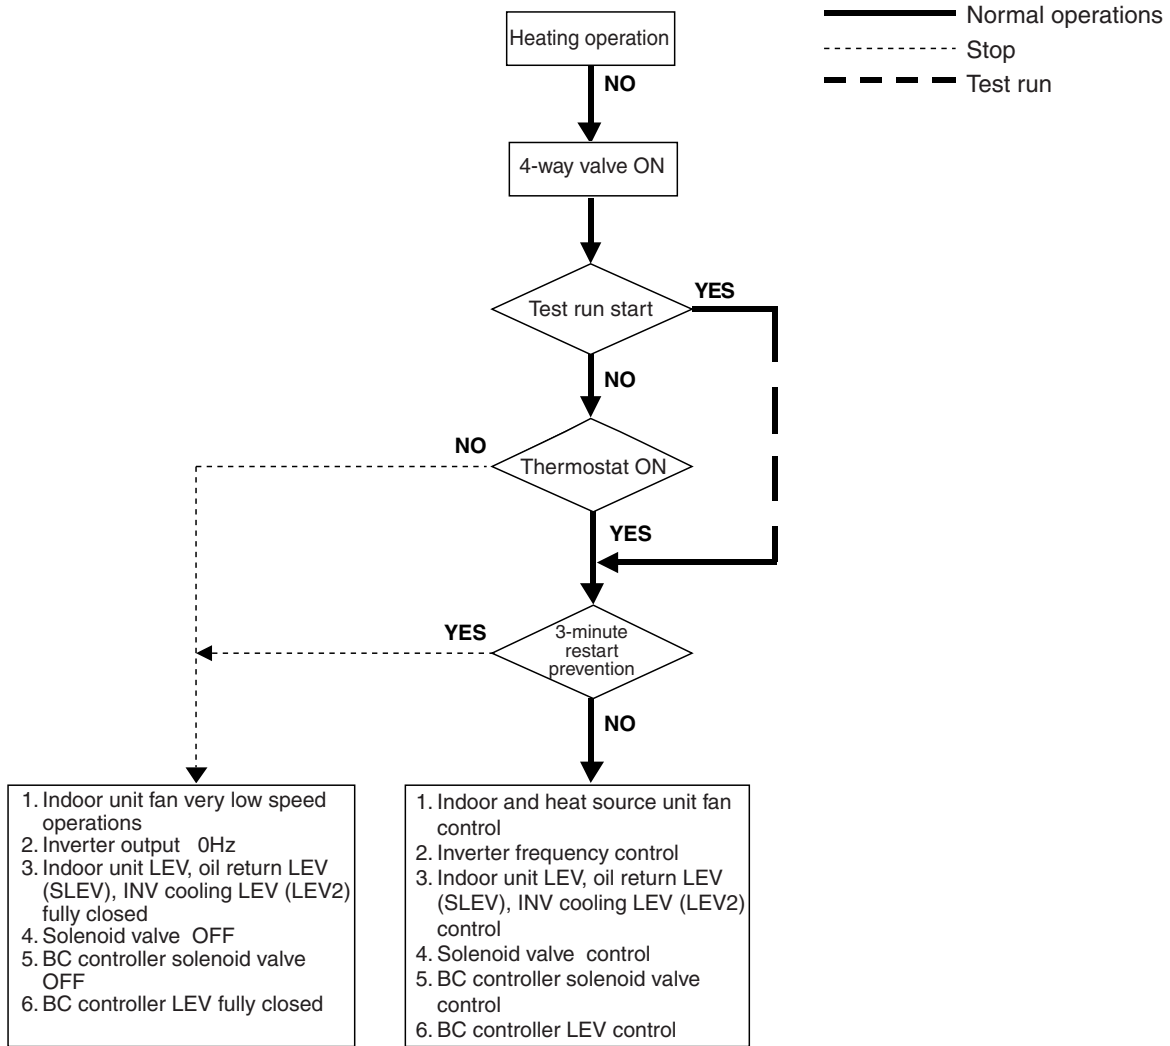 Normal operations
Stop
Test run
Heating operation
NO
4-way valve ON
Test run start
YES
NO
NO
Thermostat ON
YES
YES
3-minute
restart
prevention
NO
1. Indoor unit fan very low speed
operations
2. Inverter output 0Hz
3. Indoor unit LEV, oil return LEV
(SLEV), INV cooling LEV (LEV2)
fully closed
4. Solenoid valve OFF
5. BC controller solenoid valve
OFF
6. BC controller LEV fully closed
1. Indoor and heat source unit fan
control
2. Inverter frequency control
3. Indoor unit LEV, oil return LEV
(SLEV), INV cooling LEV (LEV2)
control
4. Solenoid valve control
5. BC controller solenoid valve
control
6. BC controller LEV control